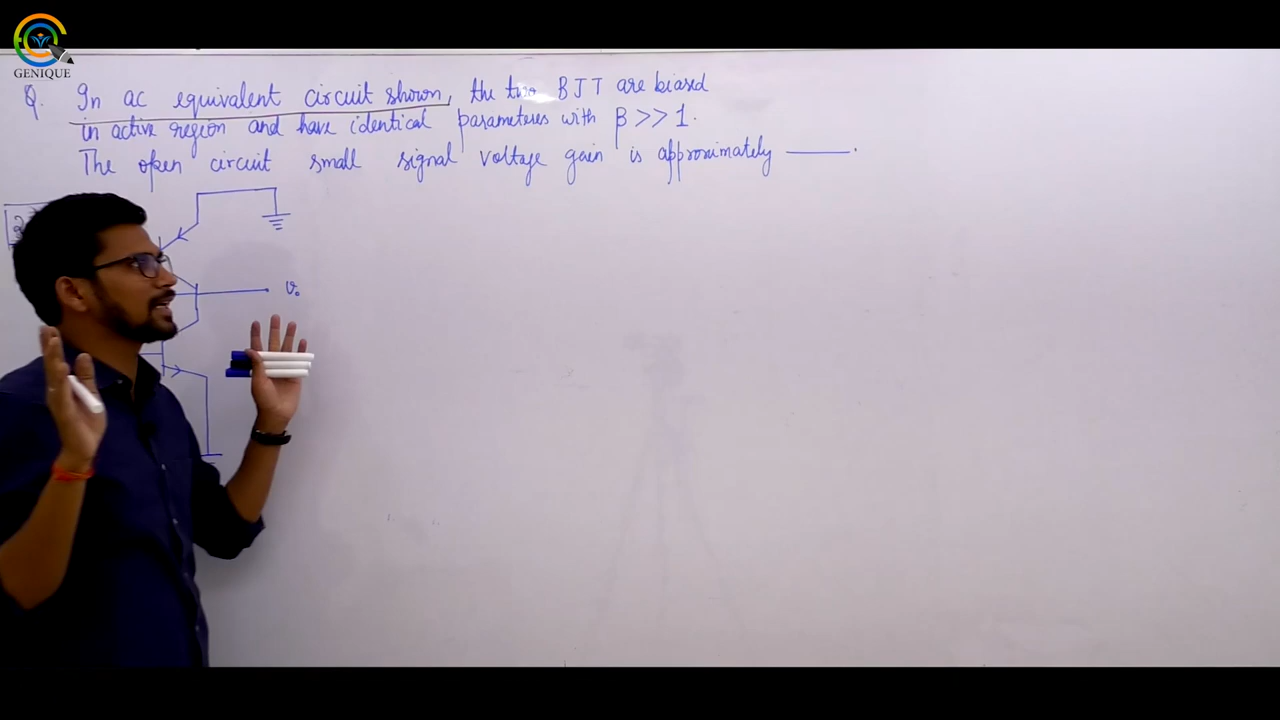 GENIQUE
Q. In ac equivalent circuit shown, the two BJT are biased
in active region and have identical parameters with β >> 1.
The open circuit small signal voltage gain is approximately ———.
v₀